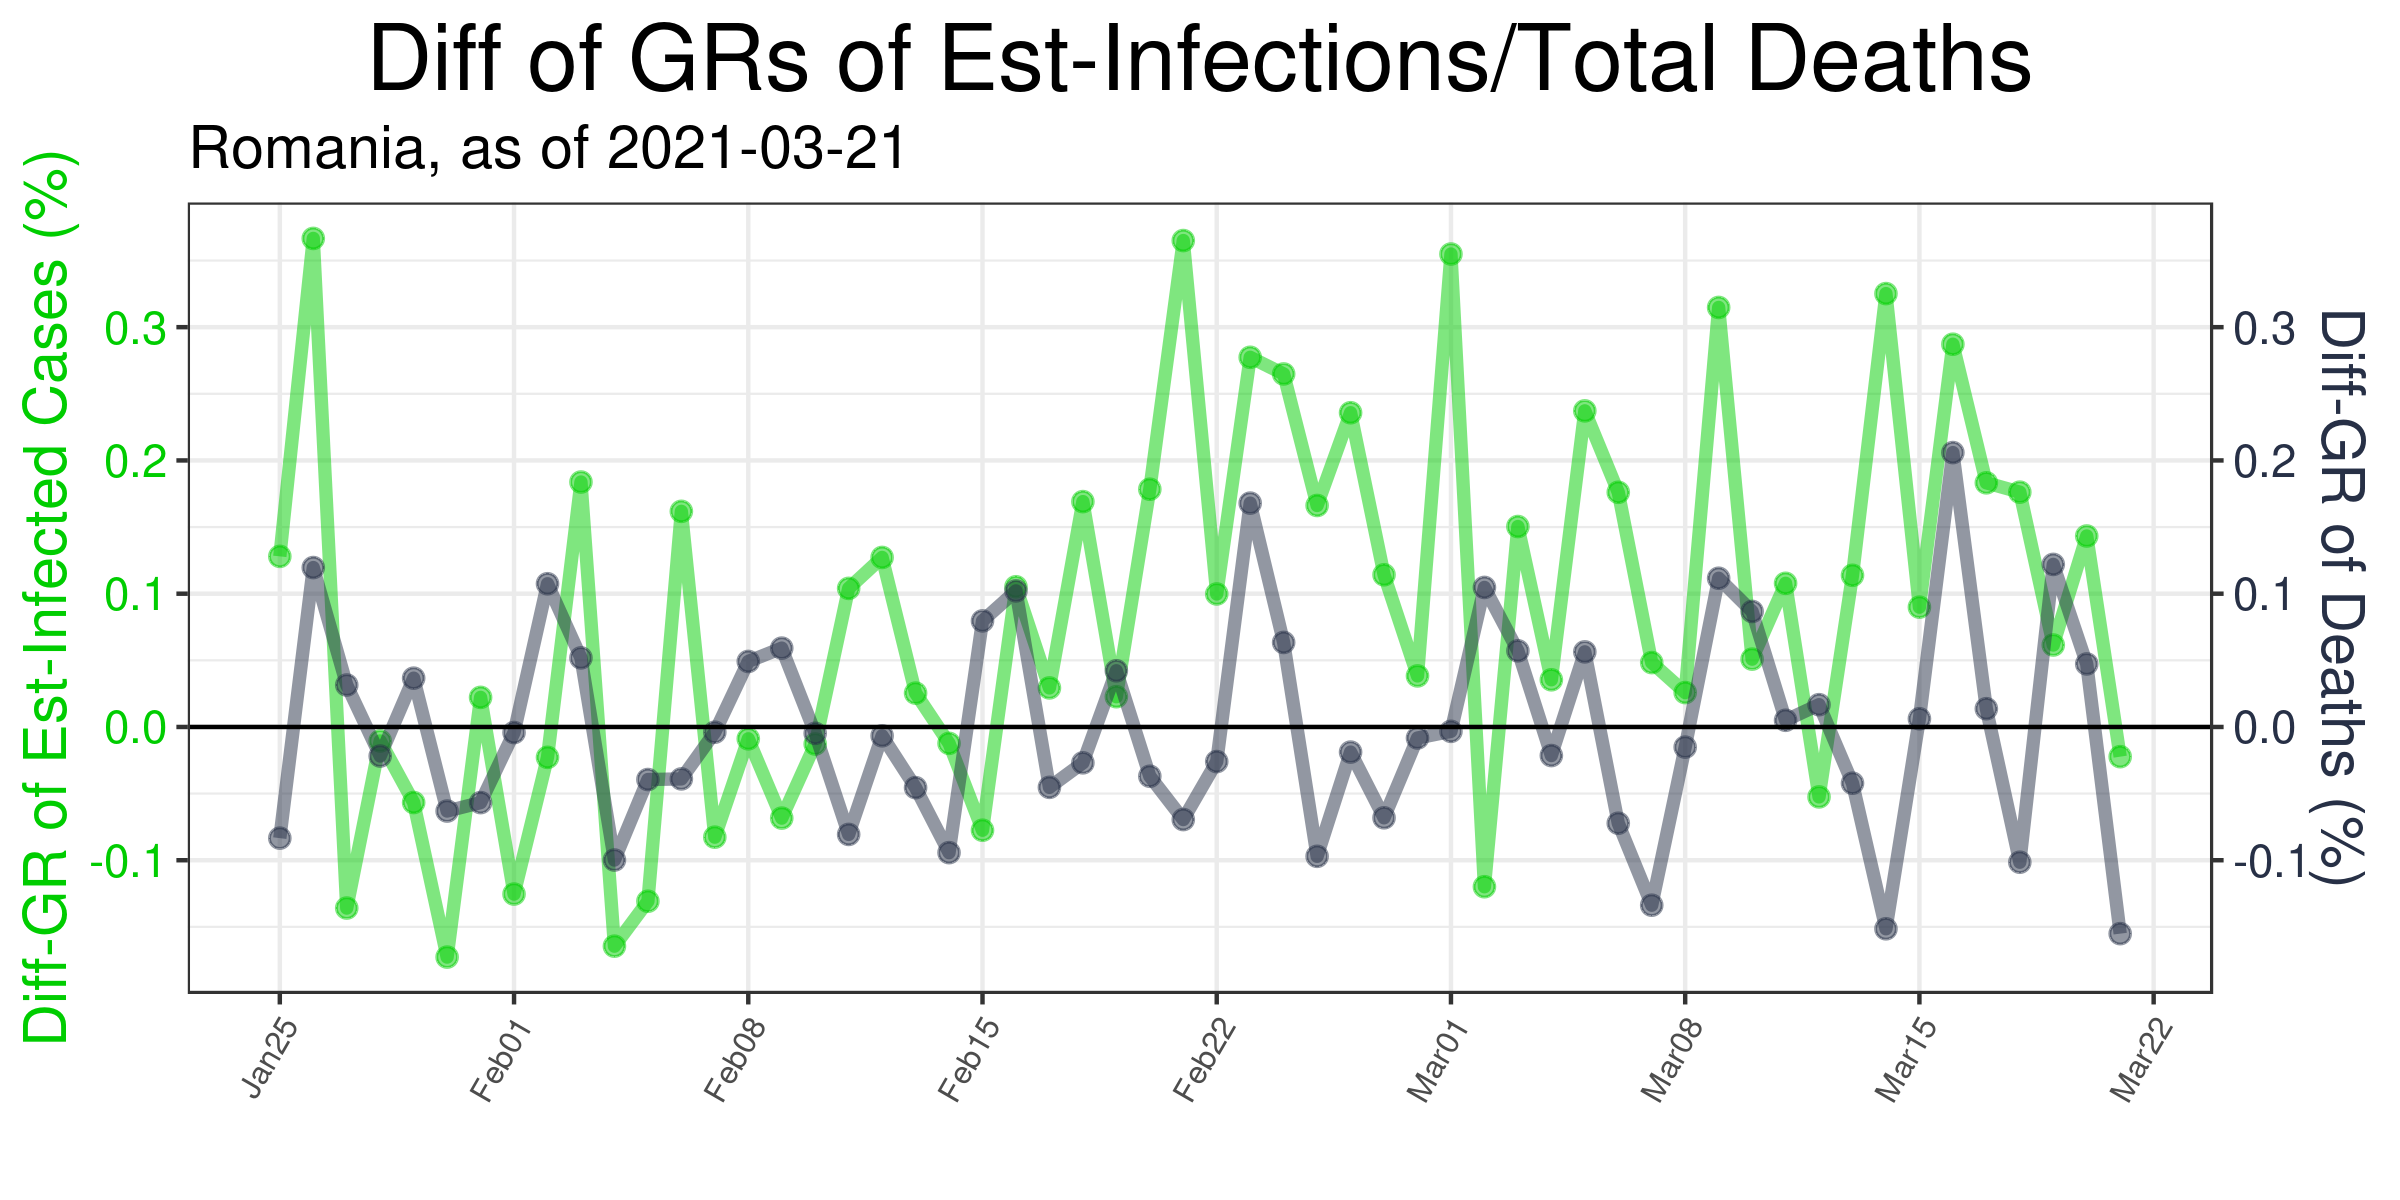 Diff of GRs of Est-Infections/Total Deaths
Romania, as of 2021-03-21
Diff-GR of Est-Infected Cases (%)
0.3
0.2
0.1
0.0
-0.1
0.3
0.2
0.1
0.0
-0.1
Diff-GR of Deaths (%)
Jan25
Feb01
Feb08
Feb15
Feb22
Mar01
Mar08
Mar15
Mar22